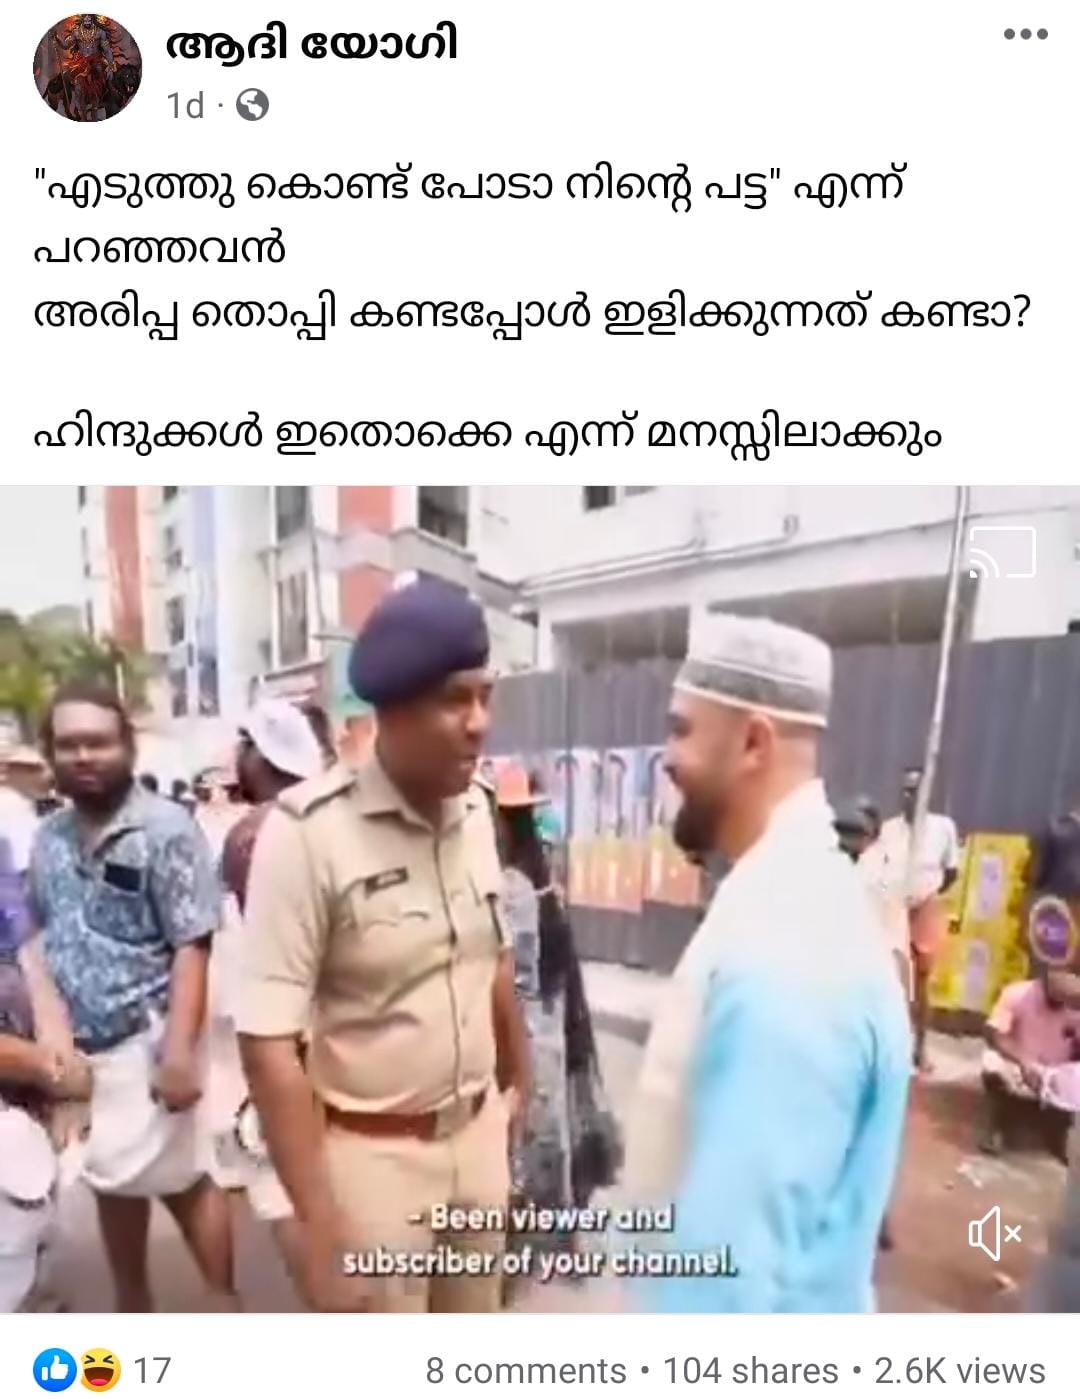 ആദി യോഗി
1d ·
"എടുത്തു കൊണ്ട് പോടാ നിന്റെ പട്ട" എന്ന്
പറഞ്ഞവൻ
അരിപ്പ തൊപ്പി കണ്ടപ്പോൾ ഇളിക്കുന്നത് കണ്ടാ?
ഹിന്ദുക്കൾ ഇതൊക്കെ എന്ന് മനസ്സിലാക്കും
- Been viewer and
subscriber of your channel.
17
8 comments • 104 shares • 2.6K views